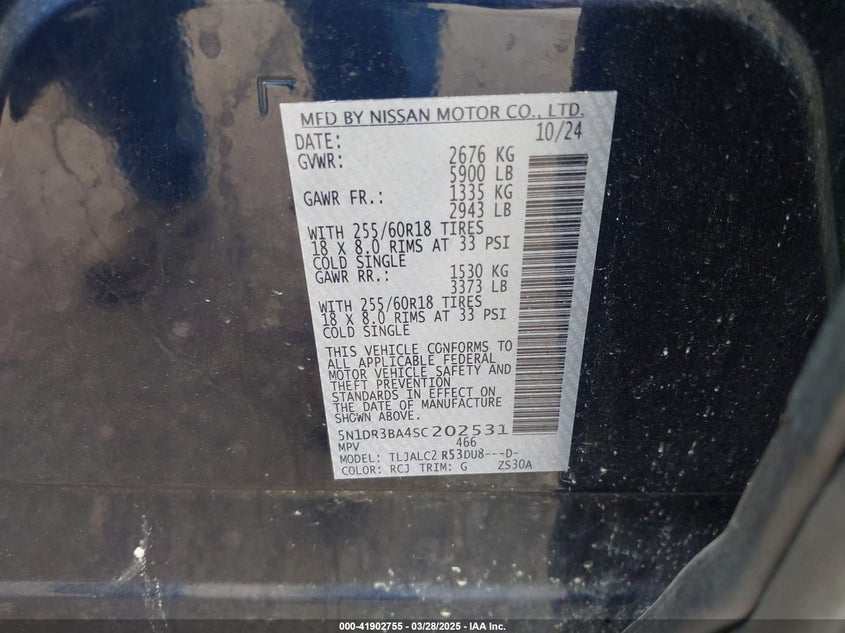 MFD BY NISSAN MOTOR CO., LTD.
DATE: 10/24
GVWR: 2676 KG
5900 LB
GAWR FR.: 1335 KG
2943 LB
WITH 255/60R18 TIRES
18 X 8.0 RIMS AT 33 PSI
COLD SINGLE
GAWR RR.: 1530 KG
3373 LB
WITH 255/60R18 TIRES
18 X 8.0 RIMS AT 33 PSI
COLD SINGLE
THIS VEHICLE CONFORMS TO
ALL APPLICABLE FEDERAL
MOTOR VEHICLE SAFETY AND
THEFT PREVENTION
STANDARDS IN EFFECT ON
THE DATE OF MANUFACTURE
SHOWN ABOVE.
5N1DR3BA4SC202531
MPV 466
MODEL: TLJALC2 R53DU8---D-
COLOR: RCJ TRIM: G ZS30A
000-41902755 | 03/28/2025 - IAA Inc.